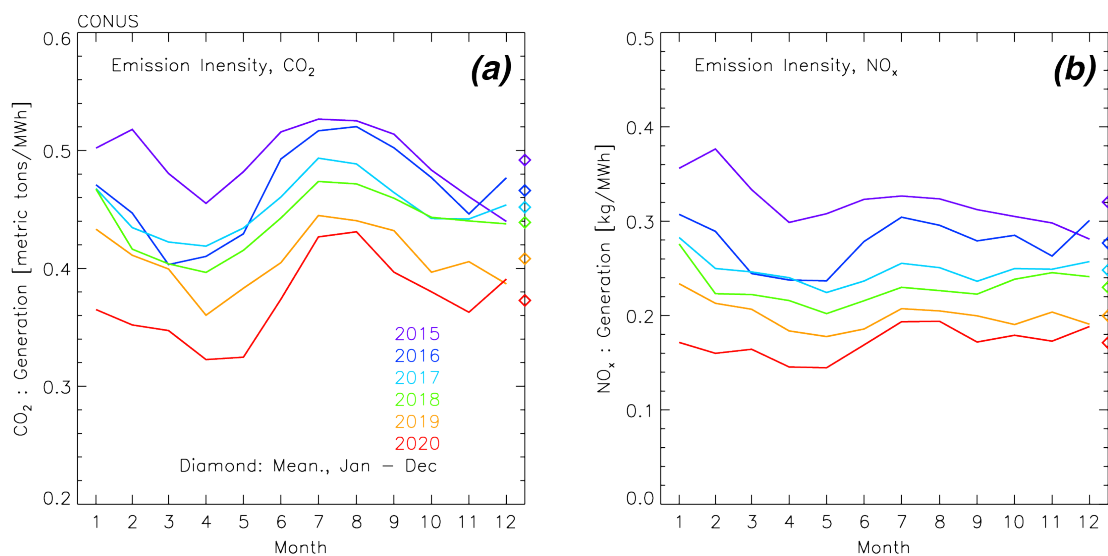 CONUS
Emission Inensity, CO₂
(a)
CO₂ : Generation [metric tons/MWh]
0.6
0.5
0.4
0.3
0.2
2015
2016
2017
2018
2019
2020
Diamond: Mean., Jan – Dec
1 2 3 4 5 6 7 8 9 10 11 12
Month
Emission Inensity, NOₓ
(b)
NOₓ : Generation [kg/MWh]
0.5
0.4
0.3
0.2
0.1
0.0
1 2 3 4 5 6 7 8 9 10 11 12
Month